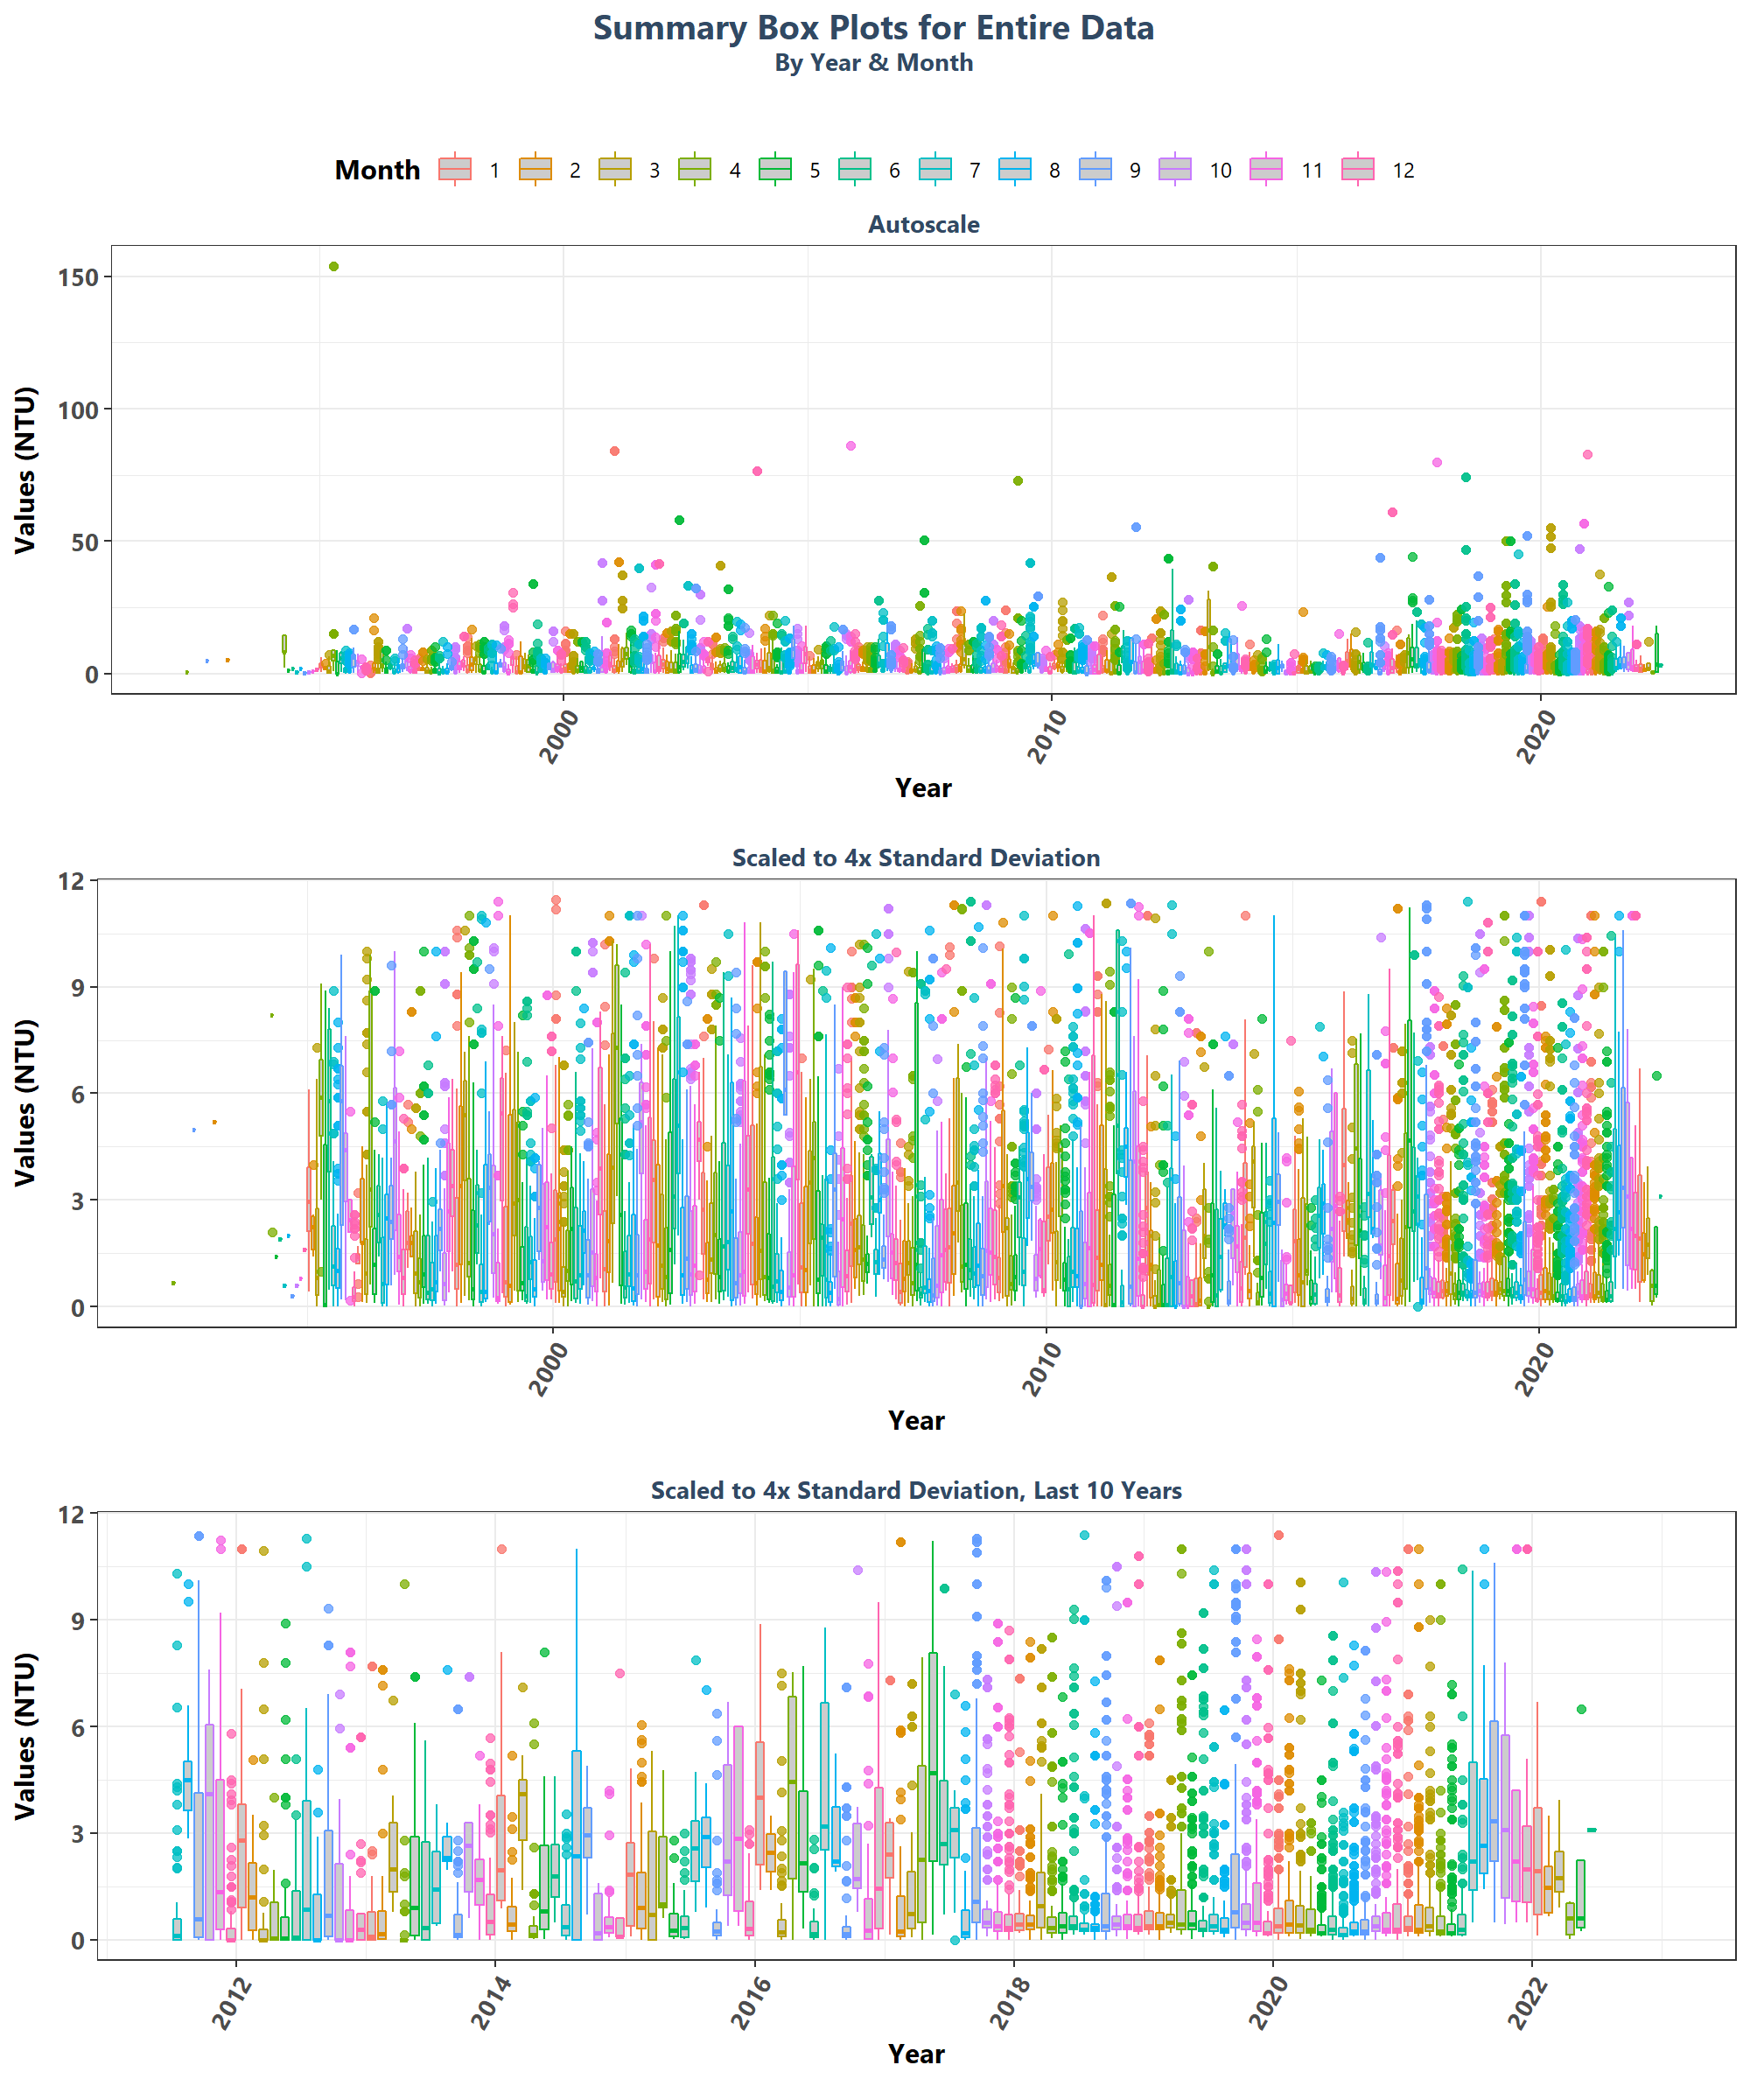 Summary Box Plots for Entire Data
By Year & Month
Month 1 2 3 4 5 6 7 8 9 10 11 12
Autoscale
Values (NTU)
150
100
50
0
2000 2010 2020
Year
Scaled to 4x Standard Deviation
Values (NTU)
12
9
6
3
0
2000 2010 2020
Year
Scaled to 4x Standard Deviation, Last 10 Years
Values (NTU)
12
9
6
3
0
2012 2014 2016 2018 2020 2022
Year